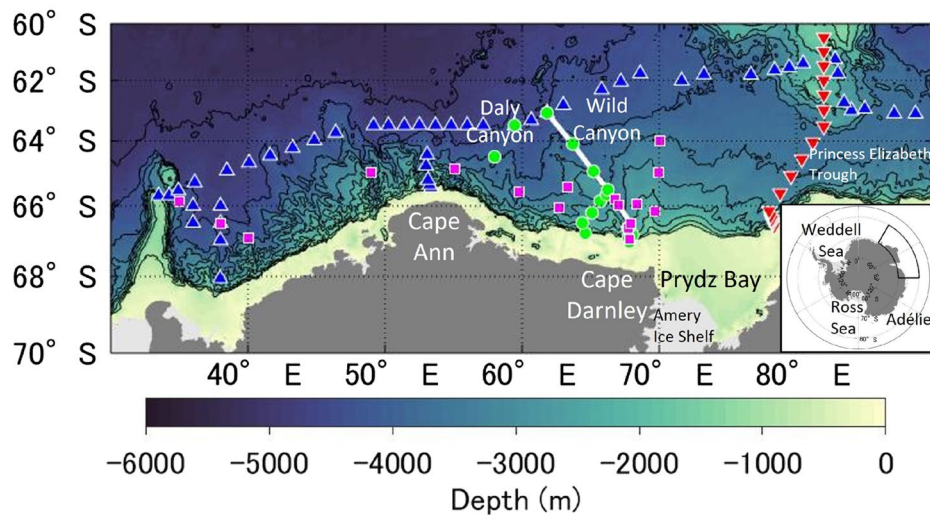 60° S
62° S
64° S
66° S
68° S
70° S
Daly
Canyon
Wild
Canyon
Princess Elizabeth
Trough
Cape
Ann
Cape
Darnley
Prydz Bay
Amery
Ice Shelf
Weddell
Sea
Ross
Sea
Adélie
40° E 50° E 60° E 70° E 80° E
-6000 -5000 -4000 -3000 -2000 -1000 0
Depth (m)